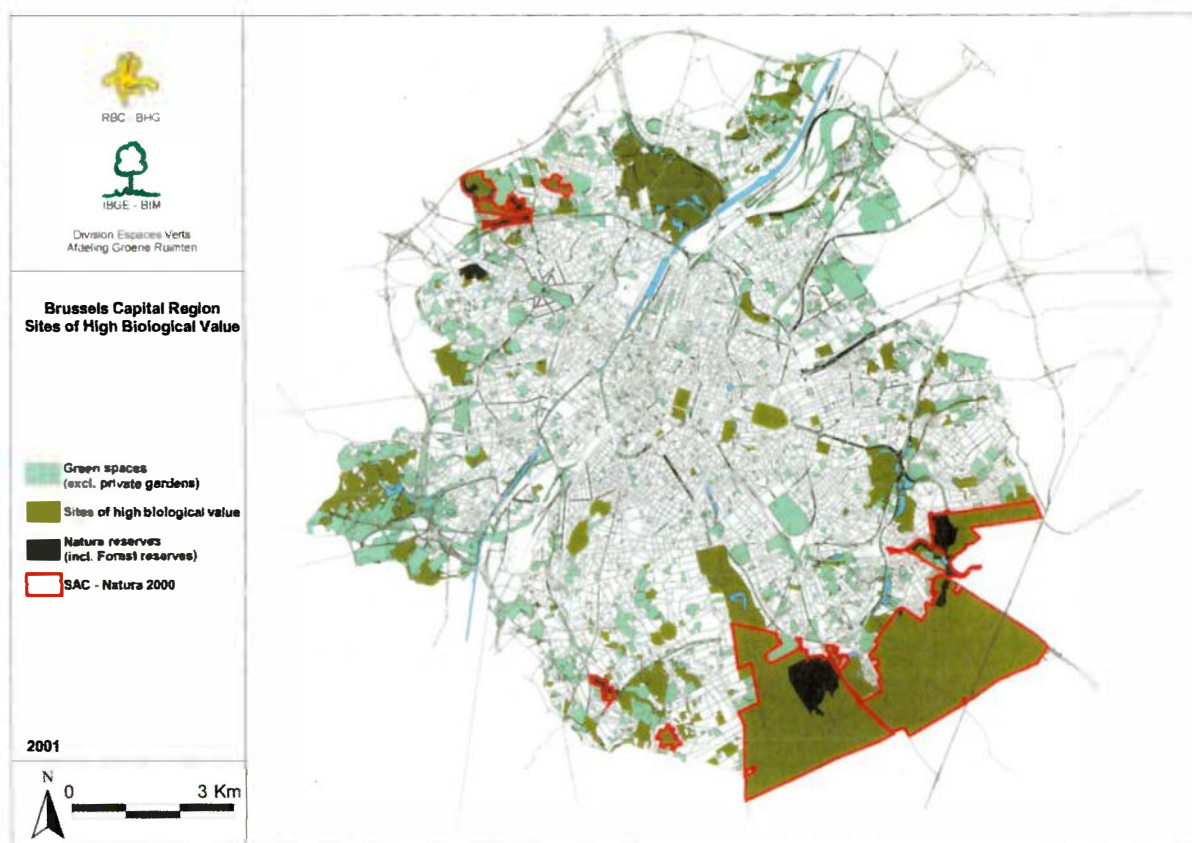 RBC - BHG
IBGE - BIM
Division Espaces Verts
Afdeling Groene Ruimten
Brussels Capital Region
Sites of High Biological Value
Green spaces
(excl. private gardens)
Sites of high biological value
Nature reserves
(incl. Forest reserves)
SAC - Natura 2000
2001
N
0 3 Km